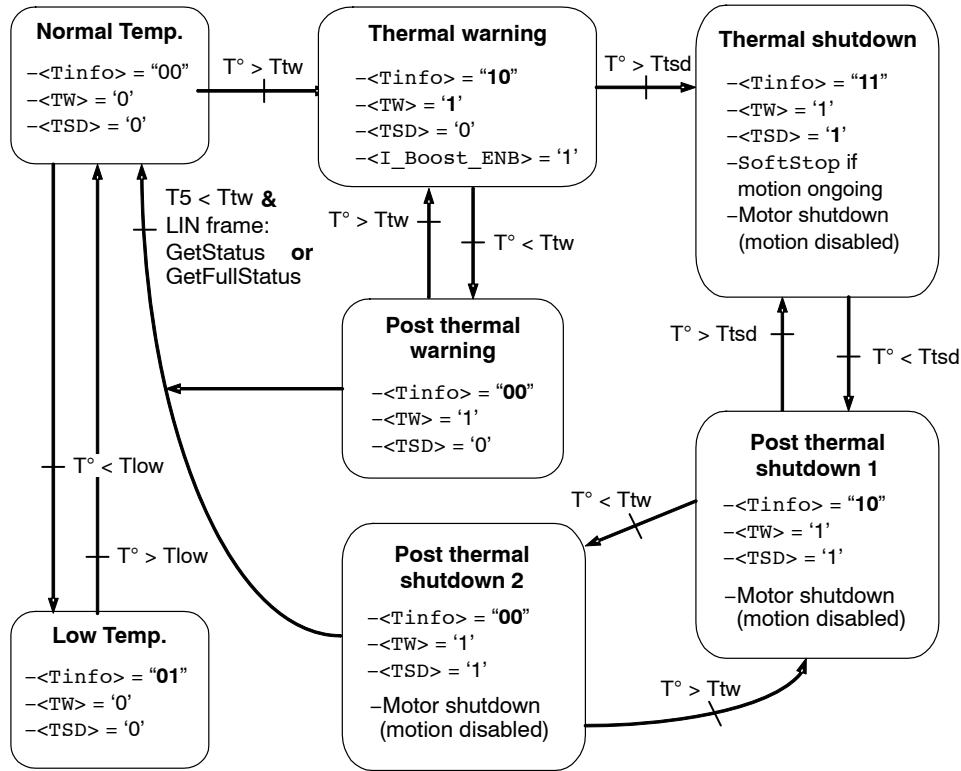 Normal Temp.
–<Tinfo> = “00”
–<TW> = ‘0’
–<TSD> = ‘0’
T° > Ttw
Thermal warning
–<Tinfo> = “10”
–<TW> = ‘1’
–<TSD> = ‘0’
–<I_Boost_ENB> = ‘1’
T° > Ttsd
Thermal shutdown
–<Tinfo> = “11”
–<TW> = ‘1’
–<TSD> = ‘1’
–SoftStop if
motion ongoing
–Motor shutdown
(motion disabled)
T5 < Ttw &
LIN frame:
GetStatus or
GetFullStatus
T° > Ttw
T° < Ttw
Post thermal
warning
–<Tinfo> = “00”
–<TW> = ‘1’
–<TSD> = ‘0’
T° > Ttsd
T° < Ttsd
Post thermal
shutdown 1
–<Tinfo> = “10”
–<TW> = ‘1’
–<TSD> = ‘1’
–Motor shutdown
(motion disabled)
T° < Ttw
Post thermal
shutdown 2
–<Tinfo> = “00”
–<TW> = ‘1’
–<TSD> = ‘1’
–Motor shutdown
(motion disabled)
T° > Ttw
T° < Tlow
T° > Tlow
Low Temp.
–<Tinfo> = “01”
–<TW> = ‘0’
–<TSD> = ‘0’